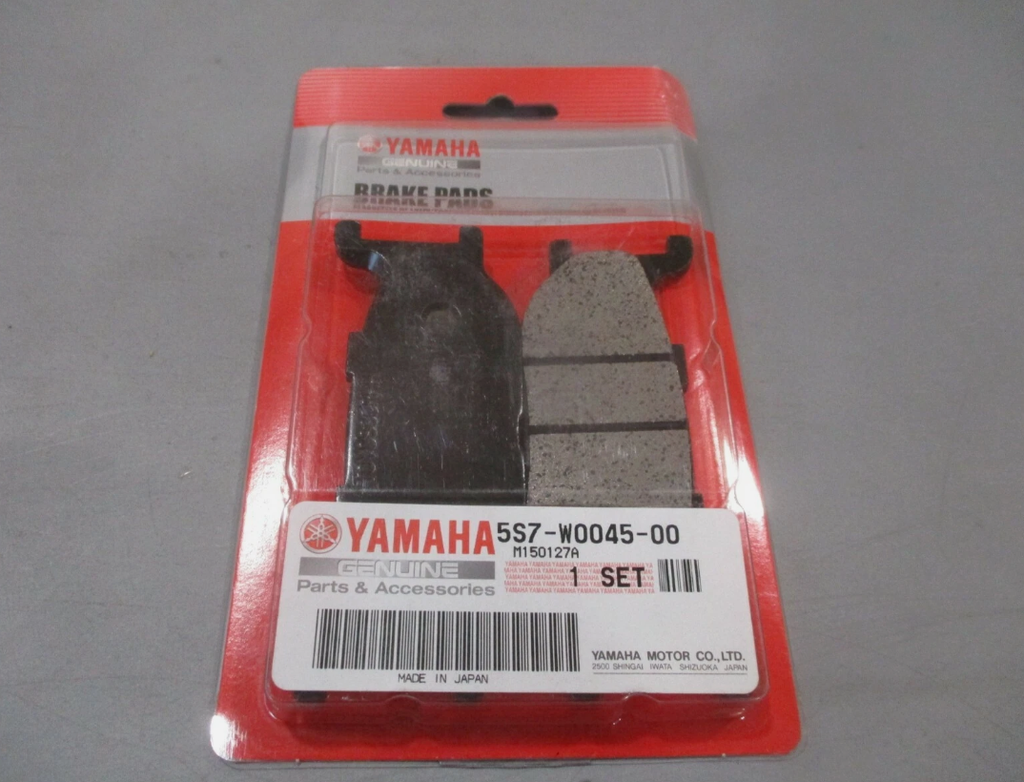 YAMAHA
GENUINE
Parts & Accessories
BRAKE PADS
YAMAHA 5S7-W0045-00
M150127A
GENUINE
1 SET
Parts & Accessories
YAMAHA MOTOR CO.,LTD.
2500 SHINGAI IWATA SHIZUOKA JAPAN
MADE IN JAPAN